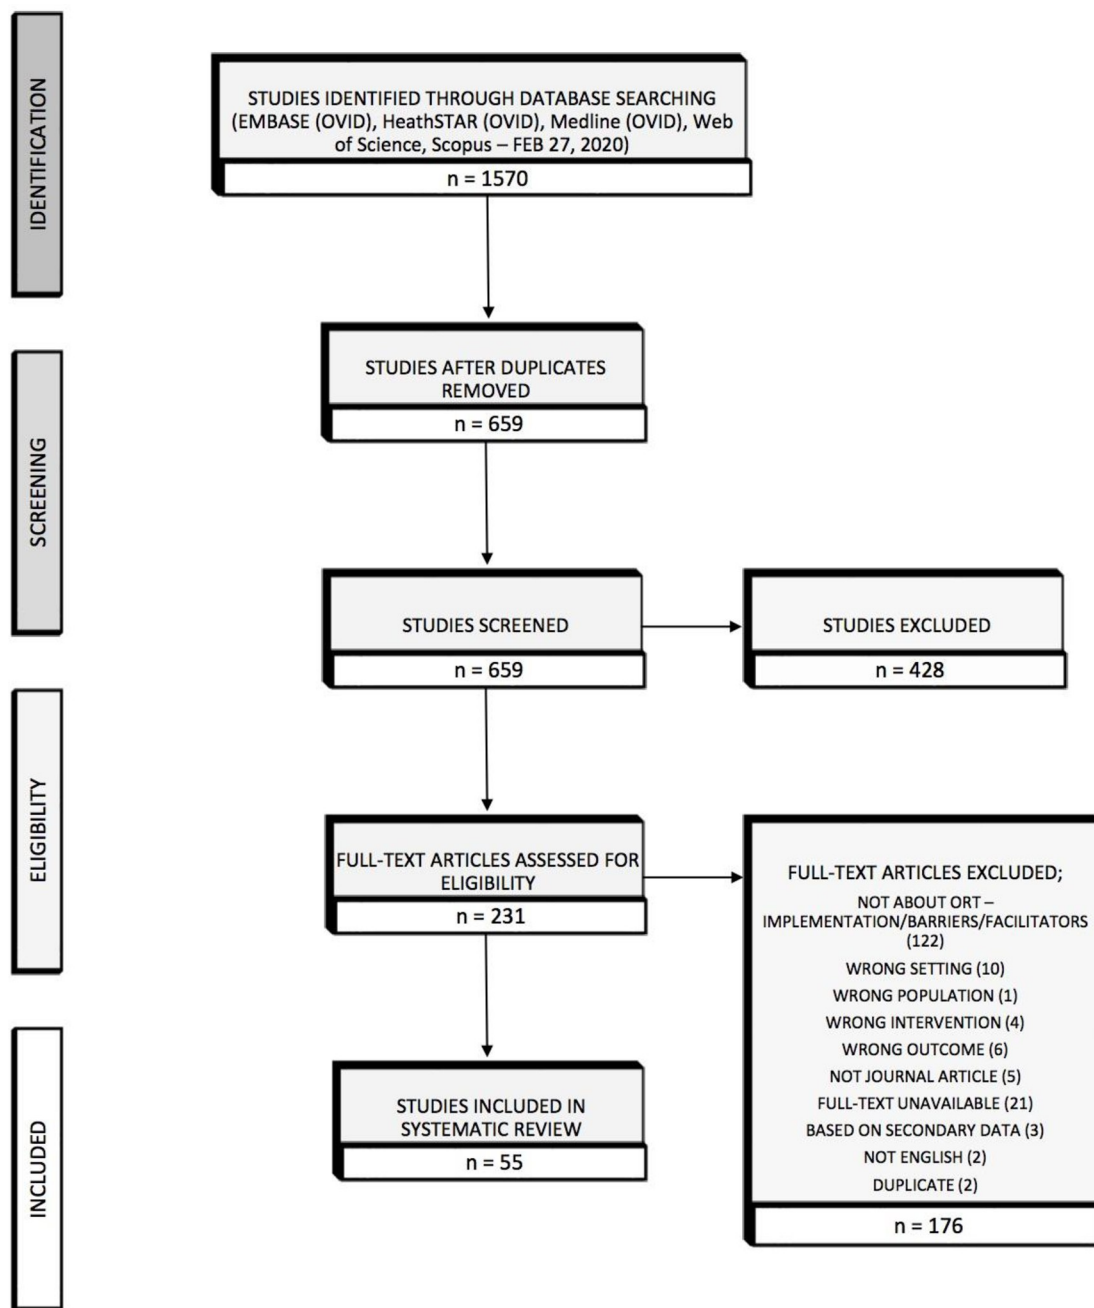 IDENTIFICATION
STUDIES IDENTIFIED THROUGH DATABASE SEARCHING
(EMBASE (OVID), HeathSTAR (OVID), Medline (OVID), Web
of Science, Scopus – FEB 27, 2020)
n = 1570
SCREENING
STUDIES AFTER DUPLICATES
REMOVED
n = 659
STUDIES SCREENED
n = 659
STUDIES EXCLUDED
n = 428
ELIGIBILITY
FULL-TEXT ARTICLES ASSESSED FOR
ELIGIBILITY
n = 231
FULL-TEXT ARTICLES EXCLUDED;
NOT ABOUT ORT –
IMPLEMENTATION/BARRIERS/FACILITATORS
(122)
WRONG SETTING (10)
WRONG POPULATION (1)
WRONG INTERVENTION (4)
WRONG OUTCOME (6)
NOT JOURNAL ARTICLE (5)
FULL-TEXT UNAVAILABLE (21)
BASED ON SECONDARY DATA (3)
NOT ENGLISH (2)
DUPLICATE (2)
n = 176
INCLUDED
STUDIES INCLUDED IN
SYSTEMATIC REVIEW
n = 55